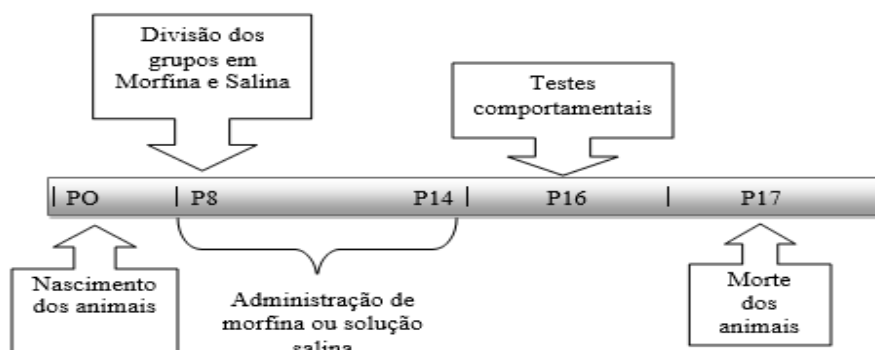 Divisão dos
grupos em
Morfina e Salina
Testes
comportamentais
PO
P8
P14
P16
P17
Nascimento
dos animais
Administração de
morfina ou solução
salina
Morte
dos
animais